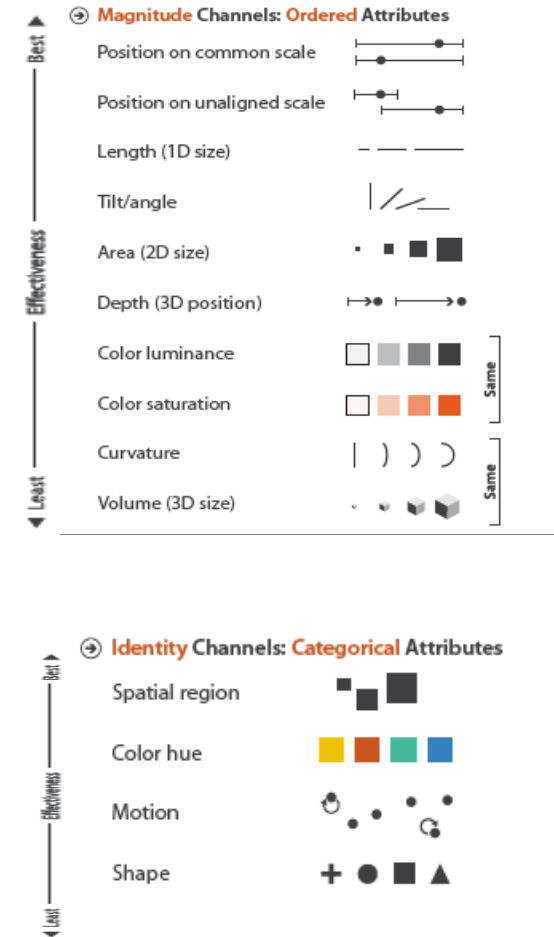 Magnitude Channels: Ordered Attributes
Best
Effectiveness
Least
Position on common scale
Position on unaligned scale
Length (1D size)
Tilt/angle
Area (2D size)
Depth (3D position)
Color luminance
Color saturation
Same
Curvature
Volume (3D size)
Same
Identity Channels: Categorical Attributes
Best
Effectiveness
Least
Spatial region
Color hue
Motion
Shape